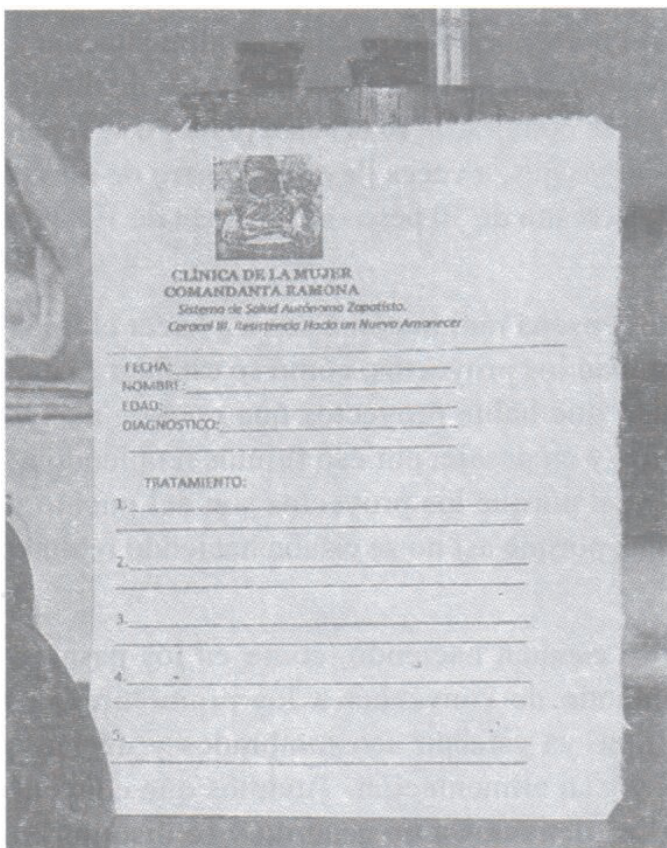 CLÍNICA DE LA MUJER
COMANDANTA RAMONA
Sistema de Salud Autónomo Zapatista.
Caracol III, Resistencia Hacia un Nuevo Amanecer
FECHA:
NOMBRE:
EDAD:
DIAGNOSTICO:
TRATAMIENTO:
1.
2.
3.
4.
5.